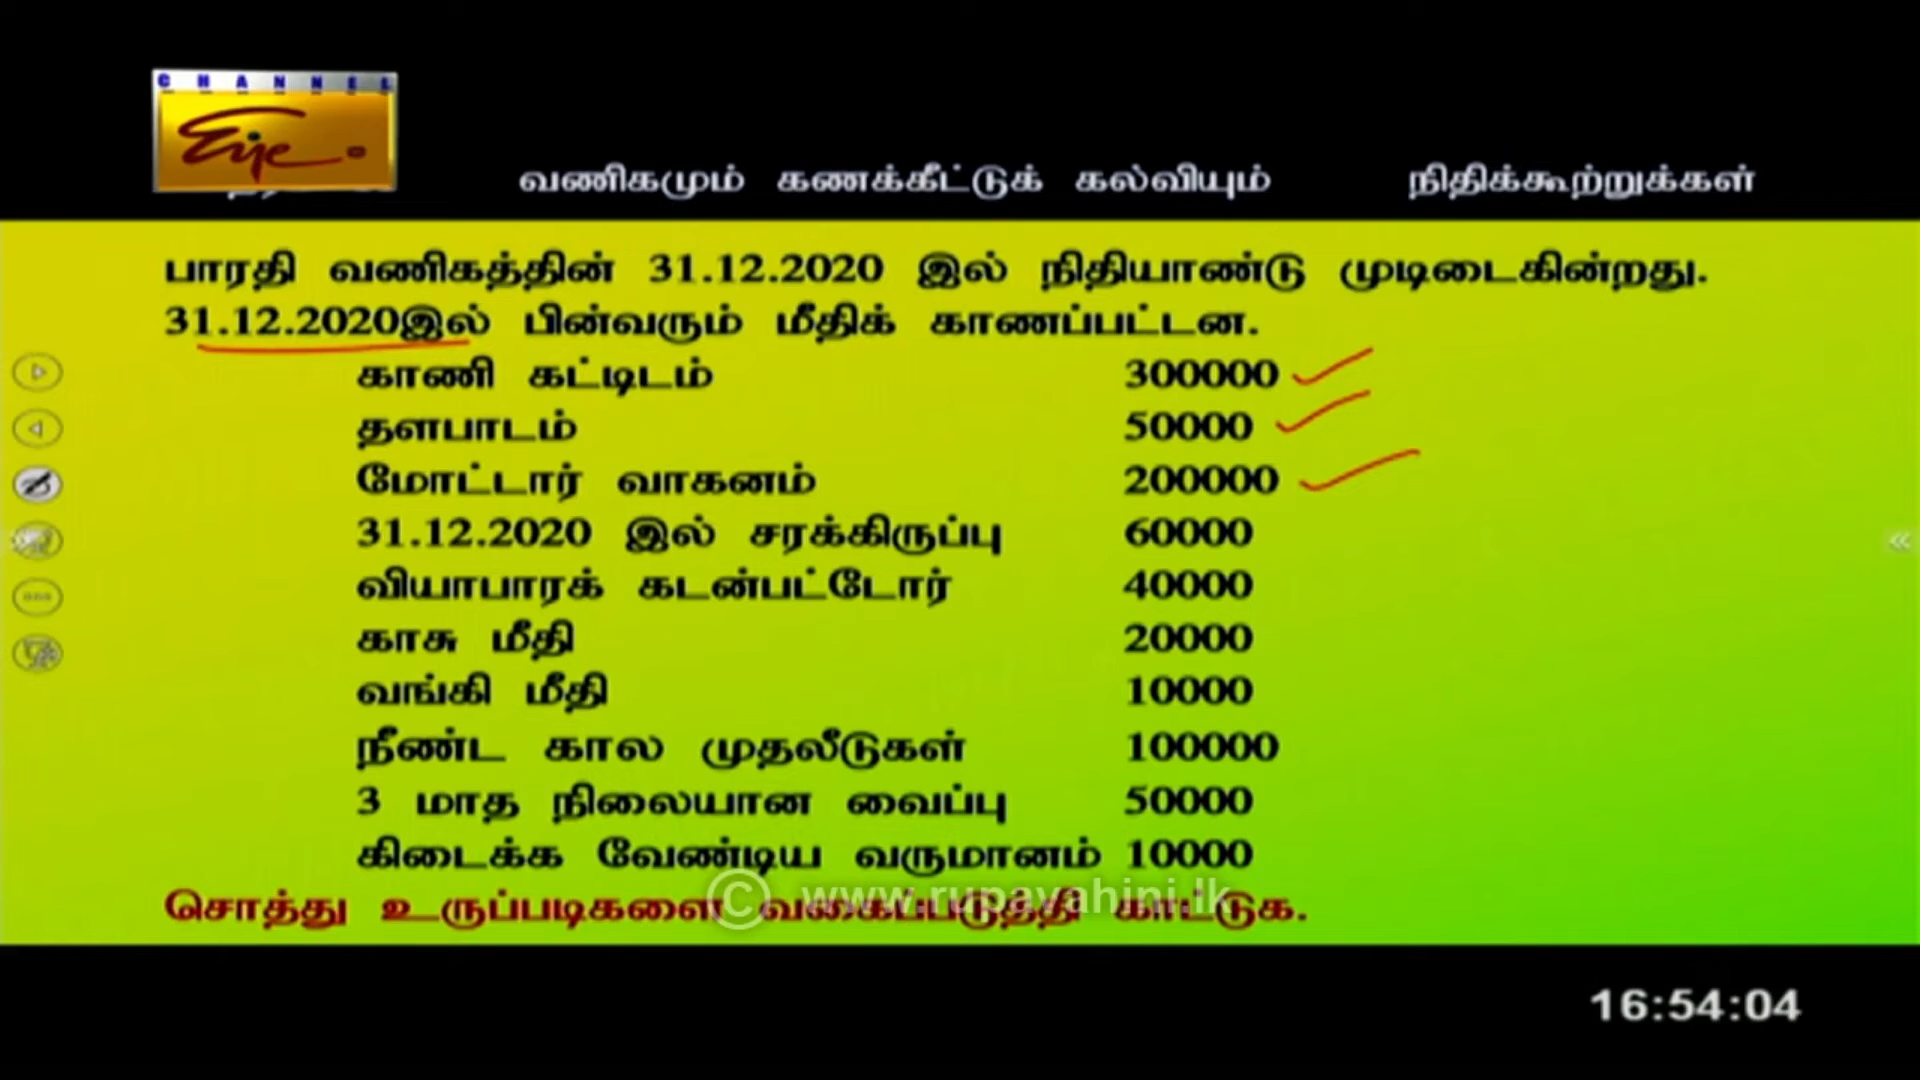 CHANNEL
Eye
வணிகமும் கணக்கீட்டுக் கல்வியும் நிதிக்கூற்றுக்கள்
பாரதி வணிகத்தின் 31.12.2020 இல் நிதியாண்டு முடிடைகின்றது.
31.12.2020இல் பின்வரும் மீதிக் காணப்பட்டன.
காணி கட்டிடம் 300000
தளபாடம் 50000
மோட்டார் வாகனம் 200000
31.12.2020 இல் சரக்கிருப்பு 60000
வியாபாரக் கடன்பட்டோர் 40000
காசு மீதி 20000
வங்கி மீதி 10000
நீண்ட கால முதலீடுகள் 100000
3 மாத நிலையான வைப்பு 50000
கிடைக்க வேண்டிய வருமானம் 10000
சொத்து உருப்படிகளை வகைப்படுத்தி காட்டுக.
© www.rupavahini.lk
16:54:04